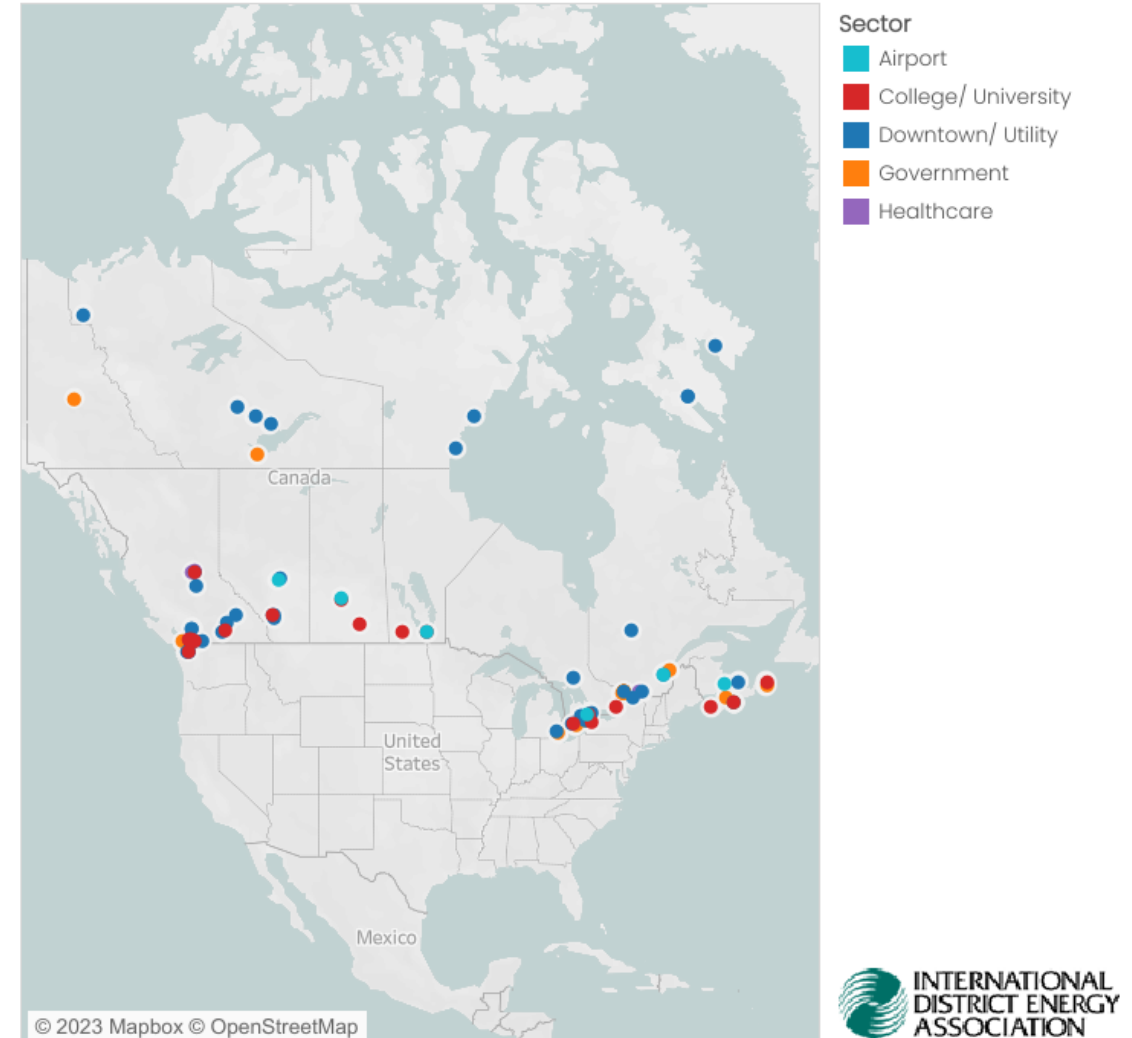 Sector
Airport
College/ University
Downtown/ Utility
Government
Healthcare
Canada
United
States
Mexico
© 2023 Mapbox © OpenStreetMap
INTERNATIONAL
DISTRICT ENERGY
ASSOCIATION